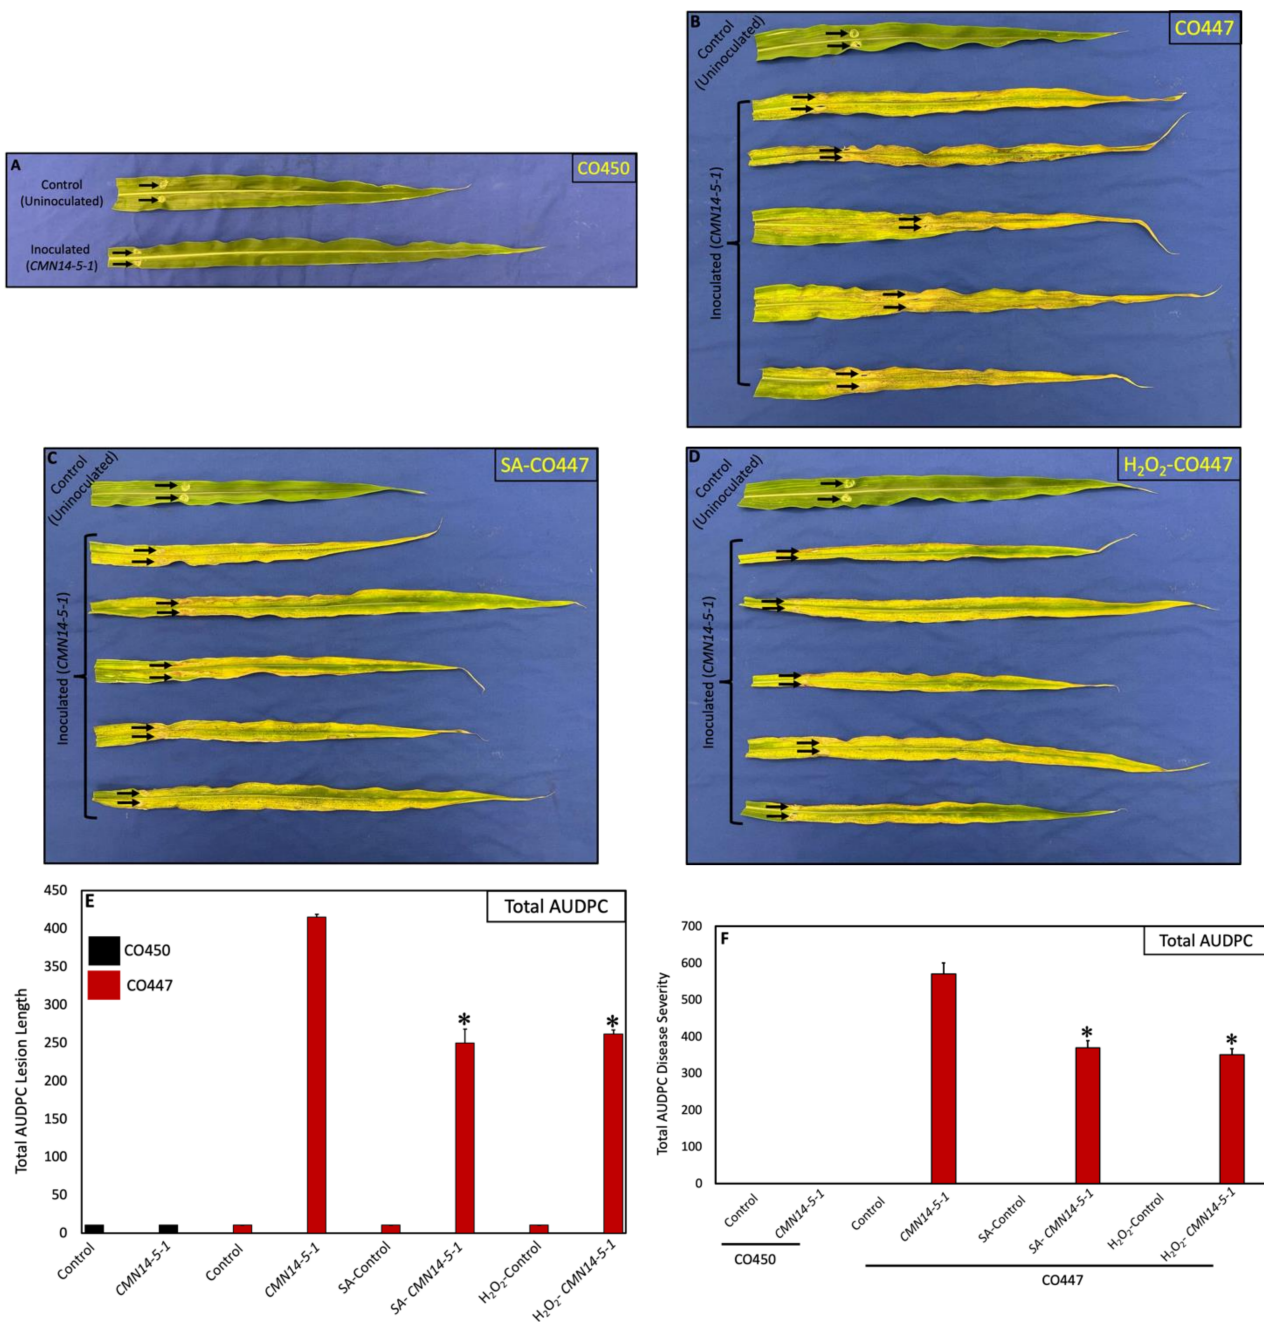 A
CO450
Control
(Uninoculated)
Inoculated
(CMN14-5-1)
B
CO447
Control
(Uninoculated)
Inoculated (CMN14-5-1)
C
SA-CO447
Control
(Uninoculated)
Inoculated (CMN14-5-1)
D
H₂O₂-CO447
Control
(Uninoculated)
Inoculated (CMN14-5-1)
E
Total AUDPC
CO450
CO447
Total AUDPC Lesion Length
450
400
350
300
250
200
150
100
50
0
*
*
Control
CMN14-5-1
Control
CMN14-5-1
SA-Control
SA- CMN14-5-1
H₂O₂-Control
H₂O₂- CMN14-5-1
F
Total AUDPC
Total AUDPC Disease Severity
700
600
500
400
300
200
100
0
*
*
Control
CMN14-5-1
Control
CMN14-5-1
SA-Control
SA- CMN14-5-1
H₂O₂-Control
H₂O₂- CMN14-5-1
CO450
CO447